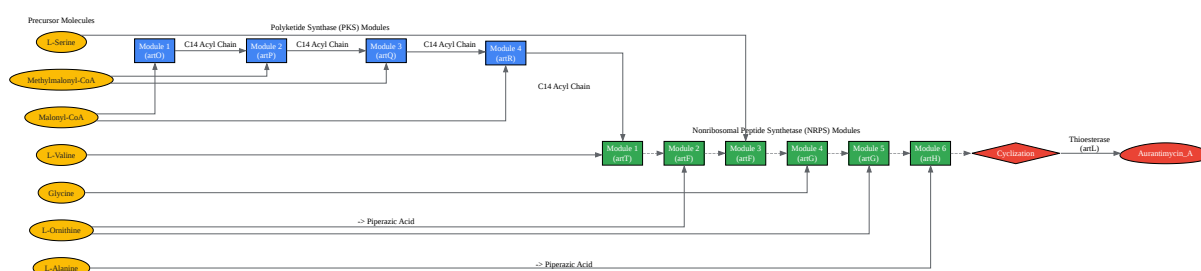 Precursor Molecules
Polyketide Synthase (PKS) Modules
L-Serine
Module 1
(artO)
C14 Acyl Chain
Module 2
(artP)
C14 Acyl Chain
Module 3
(artQ)
C14 Acyl Chain
Module 4
(artR)
Methylmalonyl-CoA
C14 Acyl Chain
Malonyl-CoA
Nonribosomal Peptide Synthetase (NRPS) Modules
L-Valine
Module 1
(artT)
Module 2
(artF)
Module 3
(artF)
Module 4
(artG)
Module 5
(artG)
Module 6
(artH)
Cyclization
Thioesterase
(artL)
Aurantimycin_A
Glycine
L-Ornithine
-> Piperazic Acid
L-Alanine
-> Piperazic Acid